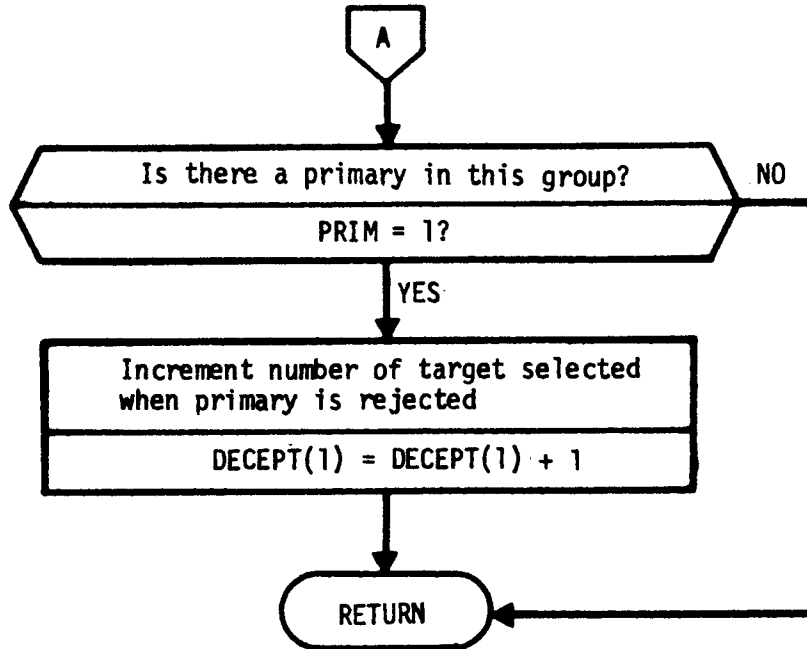 A
Is there a primary in this group?
NO
PRIM = 1?
YES
Increment number of target selected
when primary is rejected
DECEPT(1) = DECEPT(1) + 1
RETURN